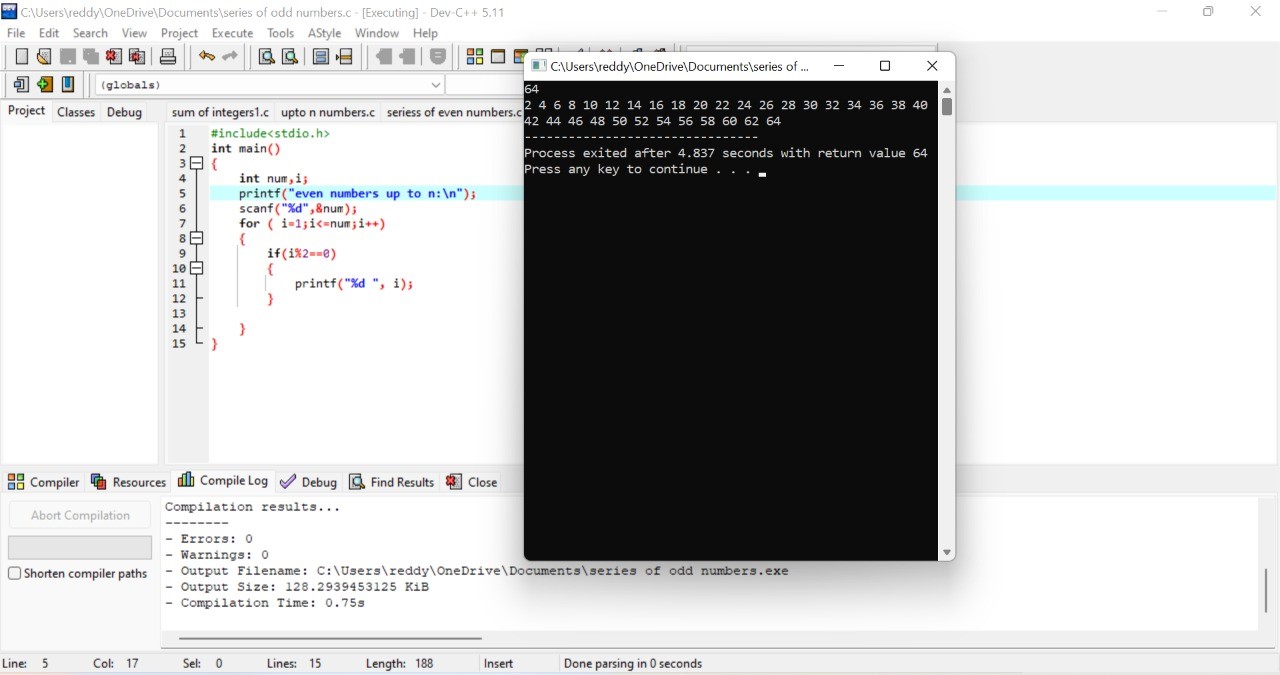 C:\Users\reddy\OneDrive\Documents\series of odd numbers.c - [Executing] - Dev-C++ 5.11
File Edit Search View Project Execute Tools AStyle Window Help
(globals)
Project Classes Debug
sum of integers1.c upto n numbers.c seriess of even numbers.c
1 #include<stdio.h>
2 int main()
3 {
4 int num,i;
5 printf("even numbers up to n:\n");
6 scanf("%d",&num);
7 for ( i=1;i<=num;i++)
8 {
9 if(i%2==0)
10 {
11 printf("%d ", i);
12 }
13
14 }
15 }
C:\Users\reddy\OneDrive\Documents\series of ...
64
2 4 6 8 10 12 14 16 18 20 22 24 26 28 30 32 34 36 38 40
42 44 46 48 50 52 54 56 58 60 62 64
--------------------------------
Process exited after 4.837 seconds with return value 64
Press any key to continue . . .
Compiler Resources Compile Log Debug Find Results Close
Abort Compilation
Shorten compiler paths
Compilation results...
--------
- Errors: 0
- Warnings: 0
- Output Filename: C:\Users\reddy\OneDrive\Documents\series of odd numbers.exe
- Output Size: 128.2939453125 KiB
- Compilation Time: 0.75s
Line: 5 Col: 17 Sel: 0 Lines: 15 Length: 188 Insert Done parsing in 0 seconds